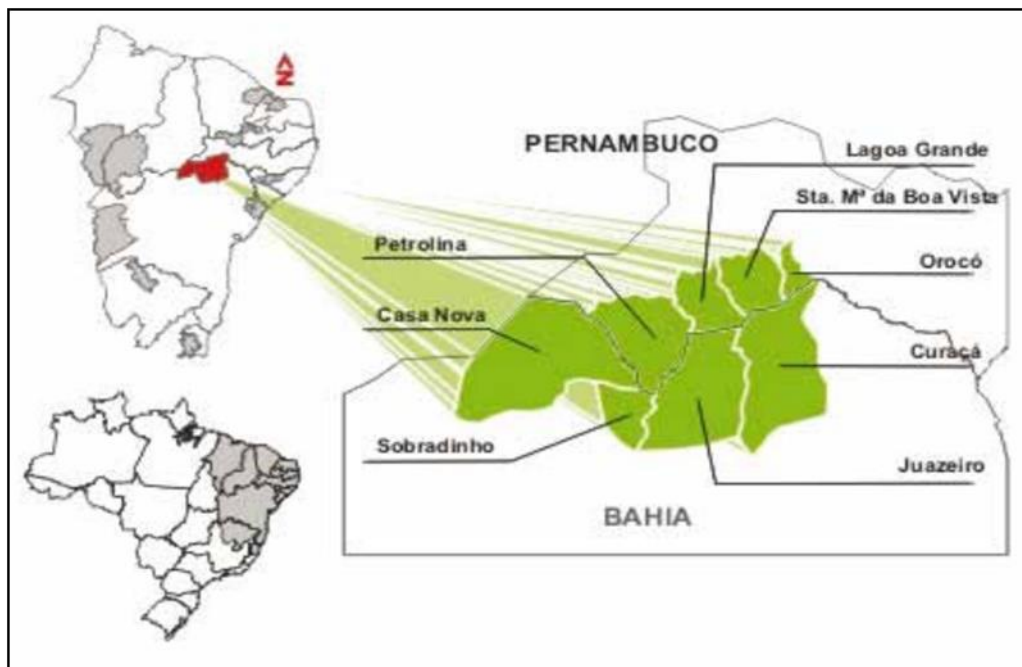 N
PERNAMBUCO
Lagoa Grande
Sta. Mª da Boa Vista
Petrolina
Orocó
Casa Nova
Curaçá
Sobradinho
Juazeiro
BAHIA